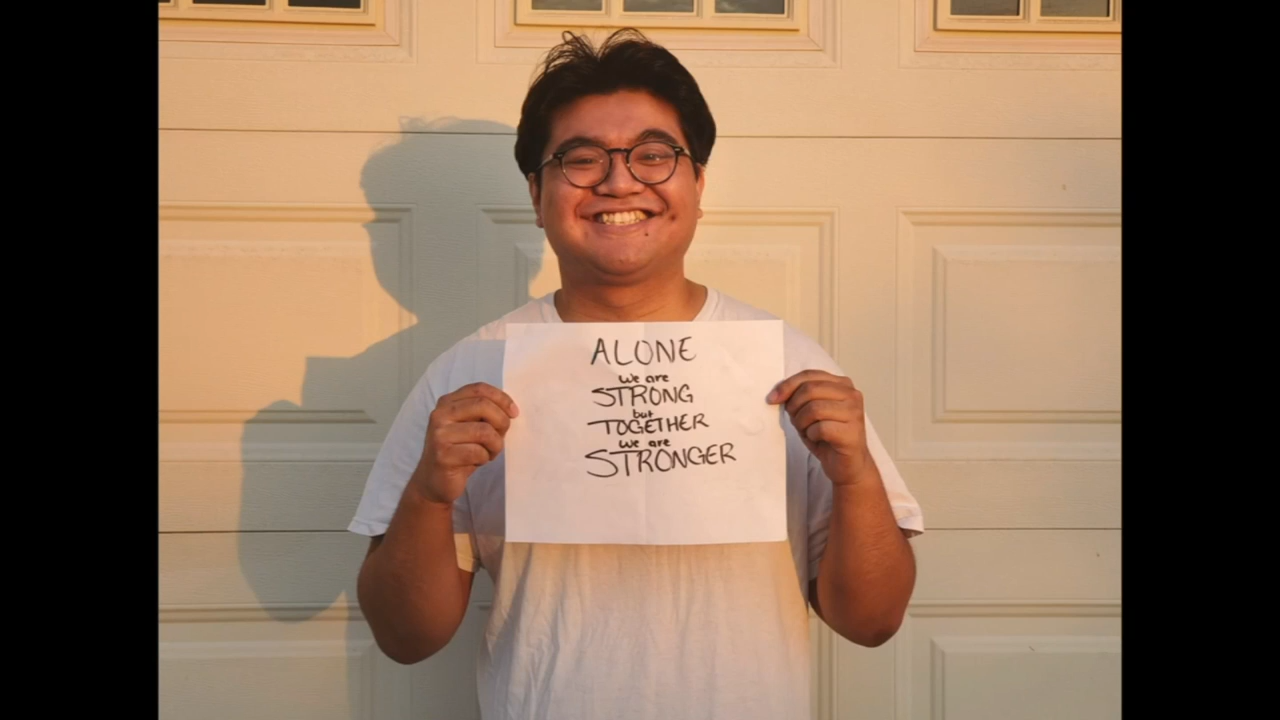 ALONE
we are
STRONG
but
TOGETHER
we are
STRONGER